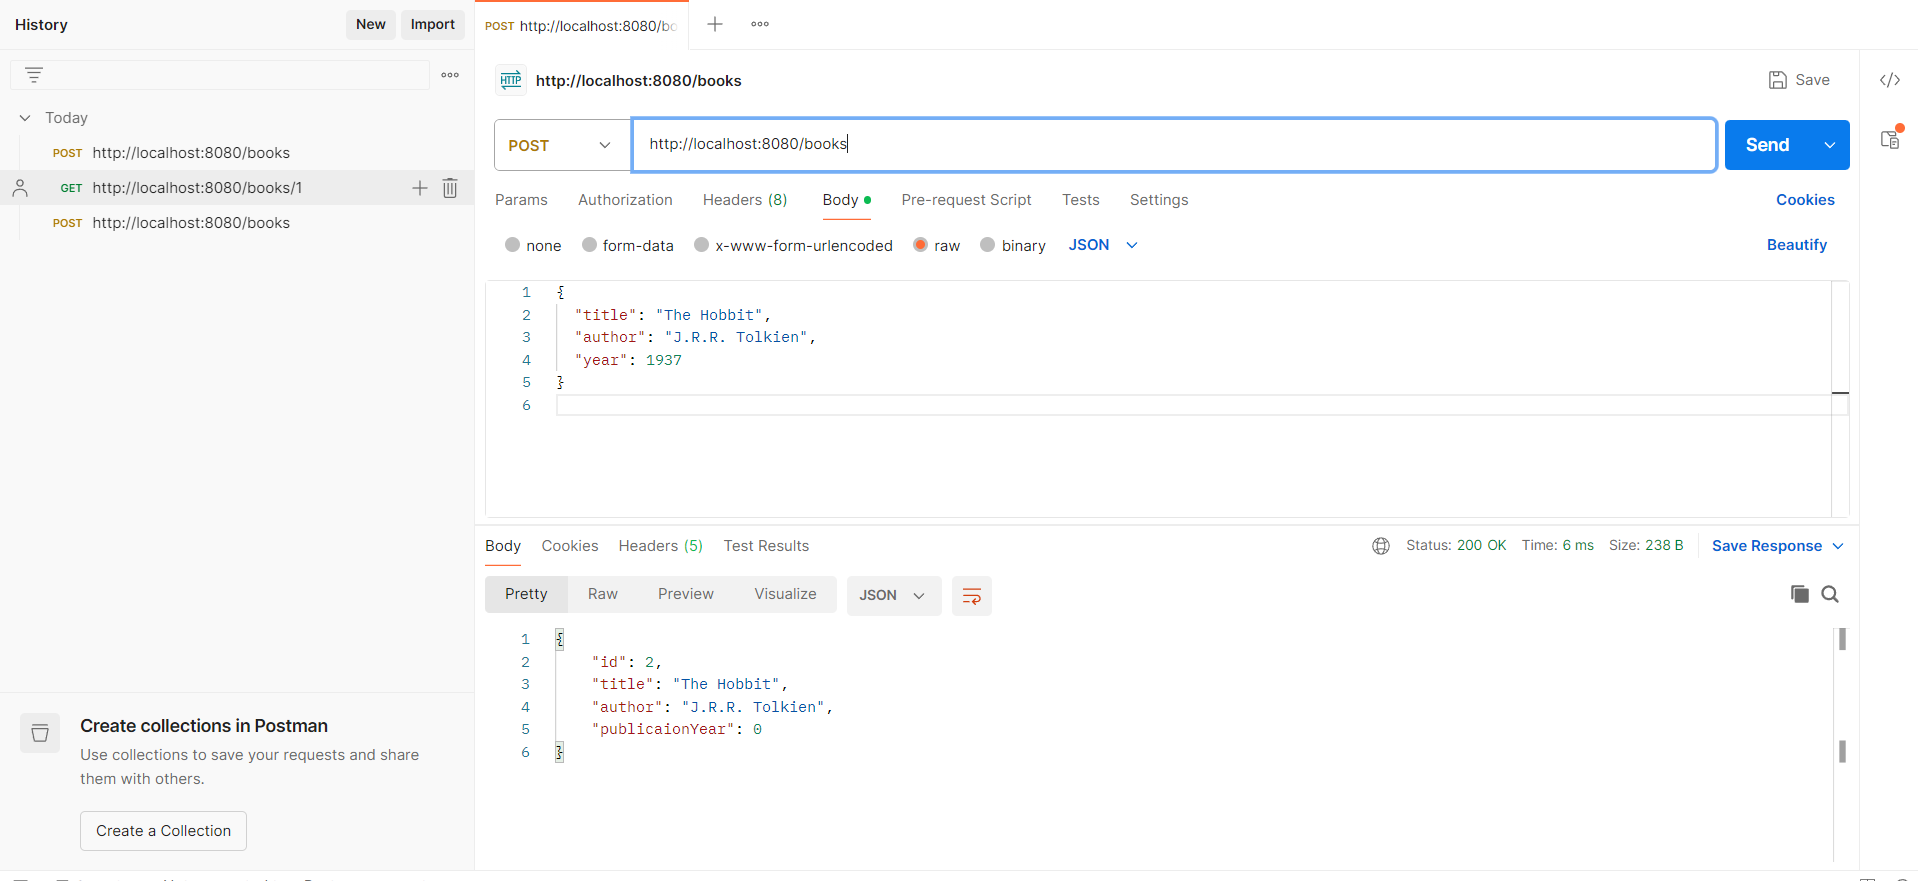 History
New
Import
Today
POST http://localhost:8080/books
GET http://localhost:8080/books/1
POST http://localhost:8080/books
Create collections in Postman
Use collections to save your requests and share
them with others.
Create a Collection
POST http://localhost:8080/bo
HTTP http://localhost:8080/books
Save
POST
http://localhost:8080/books
Send
Params Authorization Headers (8) Body Pre-request Script Tests Settings Cookies
none form-data x-www-form-urlencoded raw binary JSON Beautify
1 {
2 "title": "The Hobbit",
3 "author": "J.R.R. Tolkien",
4 "year": 1937
5 }
6
Body Cookies Headers (5) Test Results Status: 200 OK Time: 6 ms Size: 238 B Save Response
Pretty Raw Preview Visualize JSON
1 {
2 "id": 2,
3 "title": "The Hobbit",
4 "author": "J.R.R. Tolkien",
5 "publicaionYear": 0
6 }